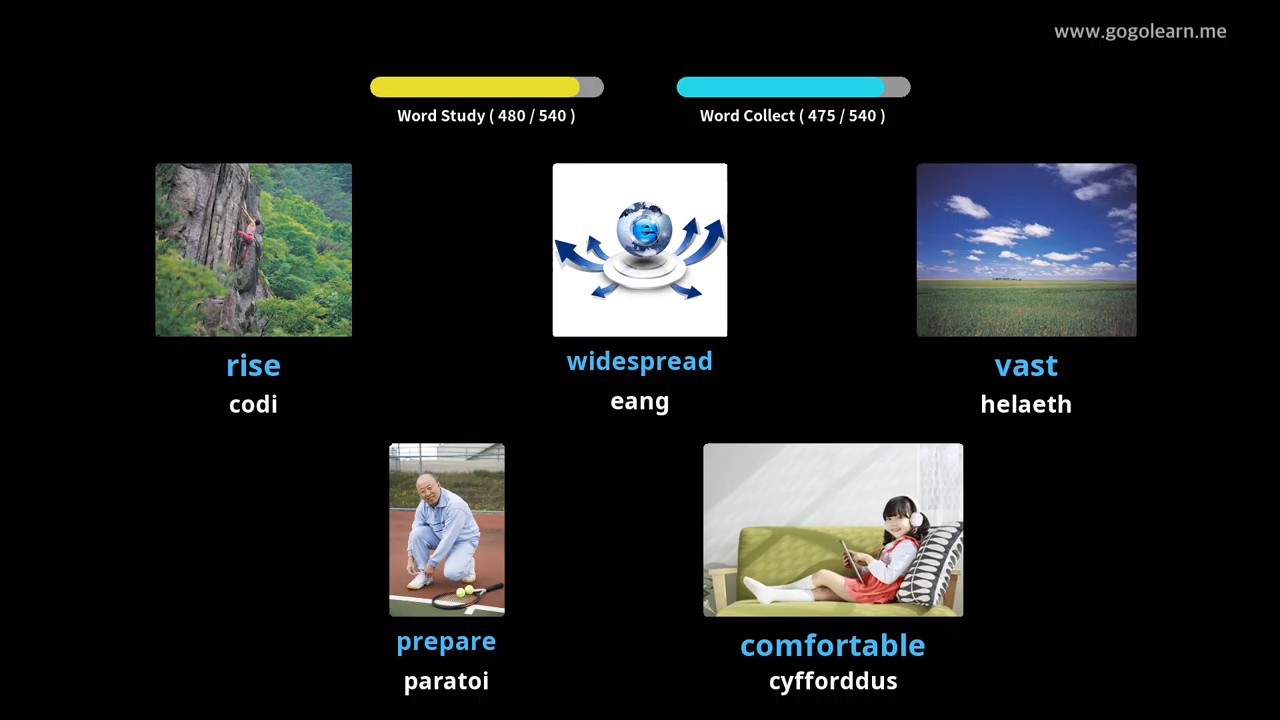 www.gogolearn.me
Word Study ( 480 / 540 )
Word Collect ( 475 / 540 )
e
rise
codi
widespread
eang
vast
helaeth
prepare
paratoi
comfortable
cyfforddus